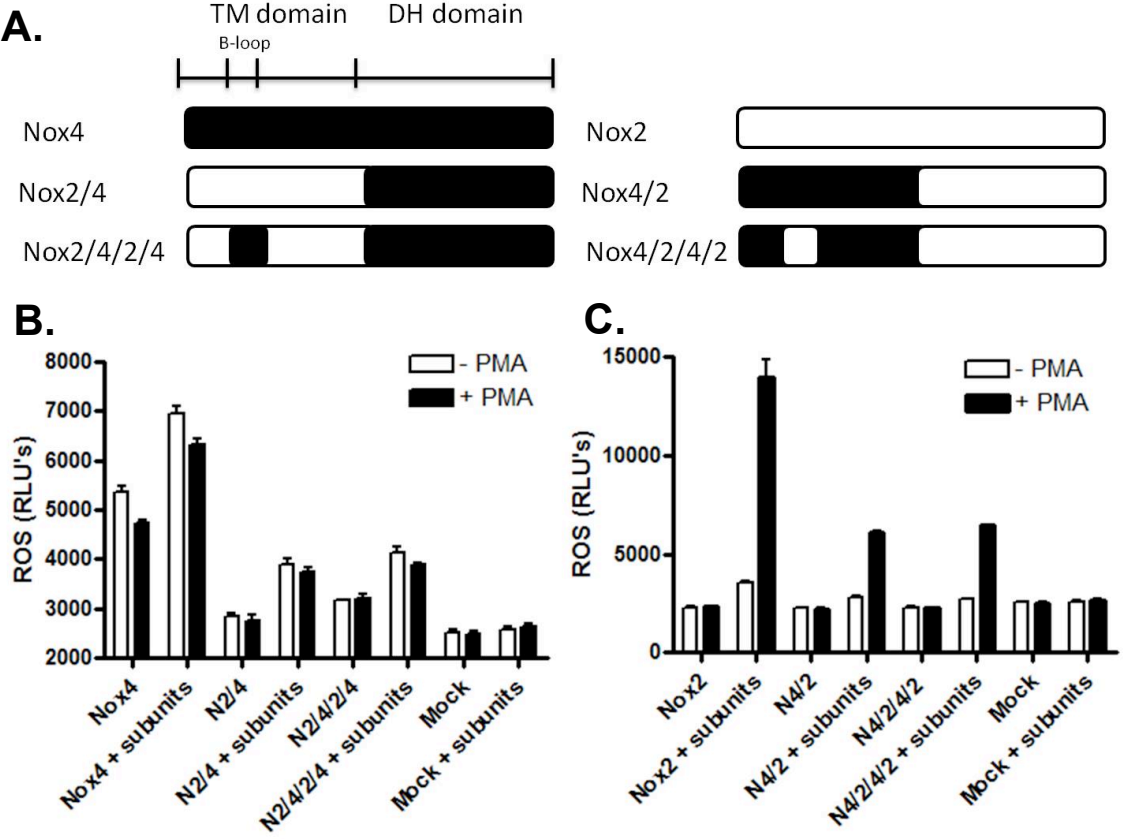 A.
TM domain DH domain
B-loop
Nox4
Nox2
Nox2/4
Nox4/2
Nox2/4/2/4
Nox4/2/4/2
B.
8000
7000
6000
5000
4000
3000
2000
ROS (RLU's)
- PMA
+ PMA
Nox4
Nox4 + subunits
N2/4
N2/4 + subunits
N2/4/2/4
N2/4/2/4 + subunits
Mock
Mock + subunits
C.
15000
10000
5000
0
ROS (RLU's)
- PMA
+ PMA
Nox2
Nox2 + subunits
N4/2
N4/2 + subunits
N4/2/4/2
N4/2/4/2 + subunits
Mock
Mock + subunits